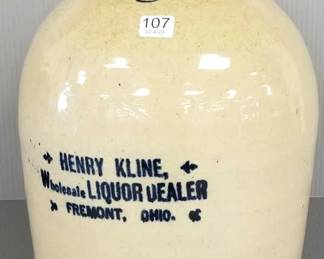 107
HENRY KLINE,
Wholesale LIQUOR DEALER
FREMONT, OHIO.